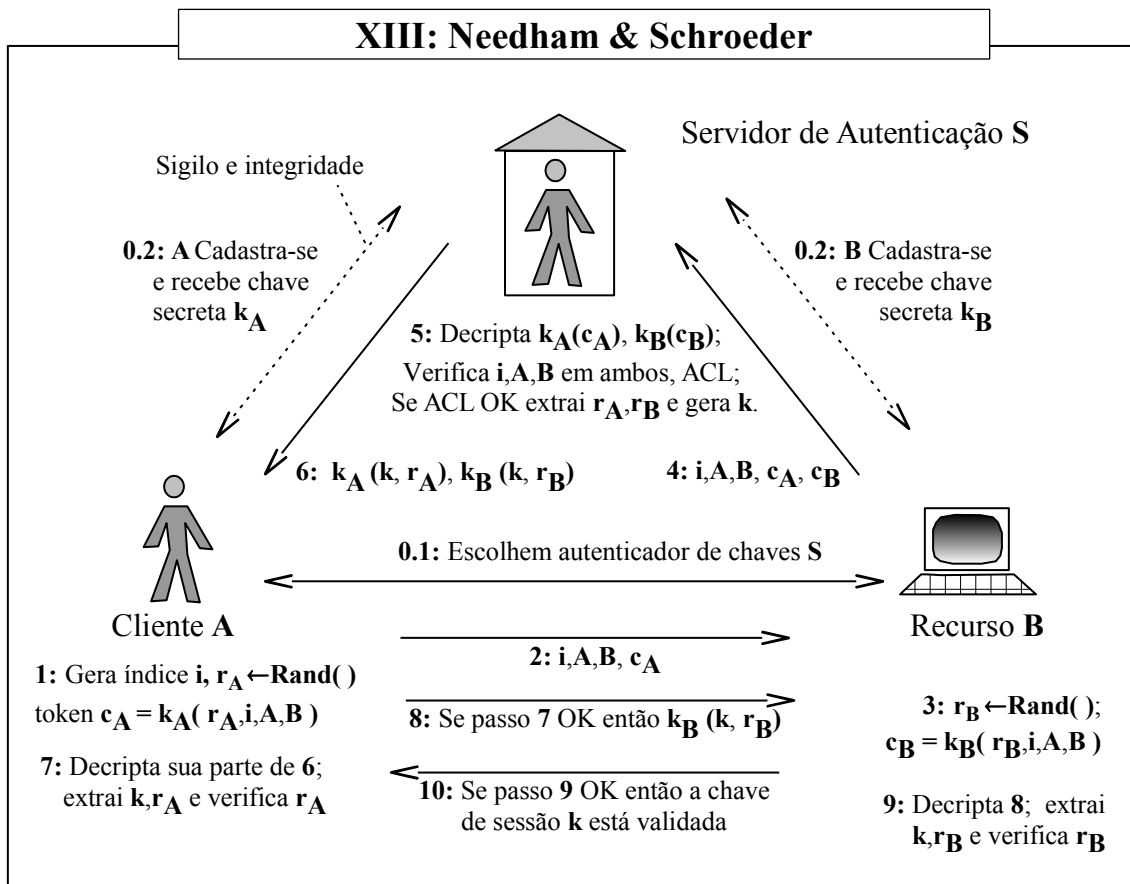 XIII: Needham & Schroeder
Servidor de Autenticação S
Sigilo e integridade
0.2: A Cadastra-se
e recebe chave
secreta kA
0.2: B Cadastra-se
e recebe chave
secreta kB
5: Decripta kA(cA), kB(cB);
Verifica i,A,B em ambos, ACL;
Se ACL OK extrai rA,rB e gera k.
6: kA (k, rA), kB (k, rB)
4: i,A,B, cA, cB
0.1: Escolhem autenticador de chaves S
Cliente A
Recurso B
2: i,A,B, cA
1: Gera índice i, rA ←Rand( )
token cA = kA( rA,i,A,B )
8: Se passo 7 OK então kB (k, rB)
3: rB ←Rand( );
cB = kB( rB,i,A,B )
7: Decripta sua parte de 6;
extrai k,rA e verifica rA
10: Se passo 9 OK então a chave
de sessão k está validada
9: Decripta 8; extrai
k,rB e verifica rB